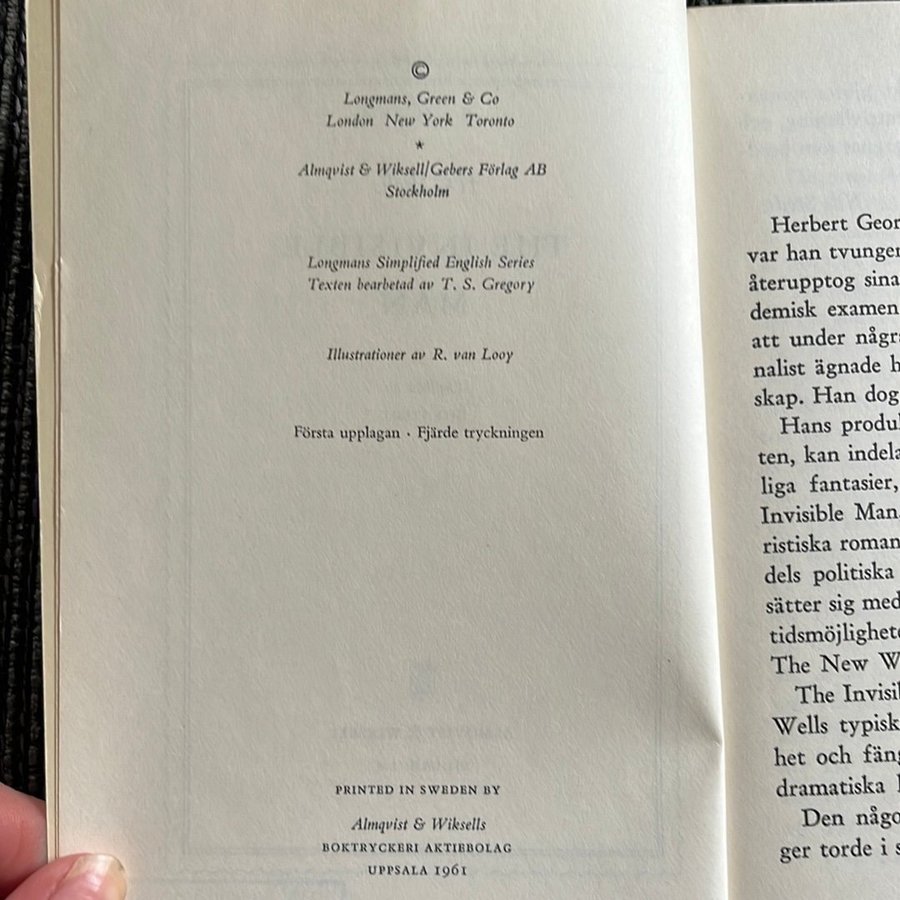 ©
Longmans, Green & Co
London New York Toronto
*
Almqvist & Wiksell/Gebers Förlag AB
Stockholm
Longmans Simplified English Series
Texten bearbetad av T. S. Gregory
Illustrationer av R. van Looy
Första upplagan · Fjärde tryckningen
PRINTED IN SWEDEN BY
Almqvist & Wiksells
BOKTRYCKERI AKTIEBOLAG
UPPSALA 1961
Herbert Geor
var han tvungen
återupptog sina
demisk examen
att under några
nalist ägnade h
skap. Han dog
Hans produk
ten, kan indela
liga fantasier,
Invisible Man
ristiska roman
dels politiska
sätter sig med
tidsmöjlighete
The New W
The Invisib
Wells typisk
het och fäng
dramatiska
Den någo
ger torde i s